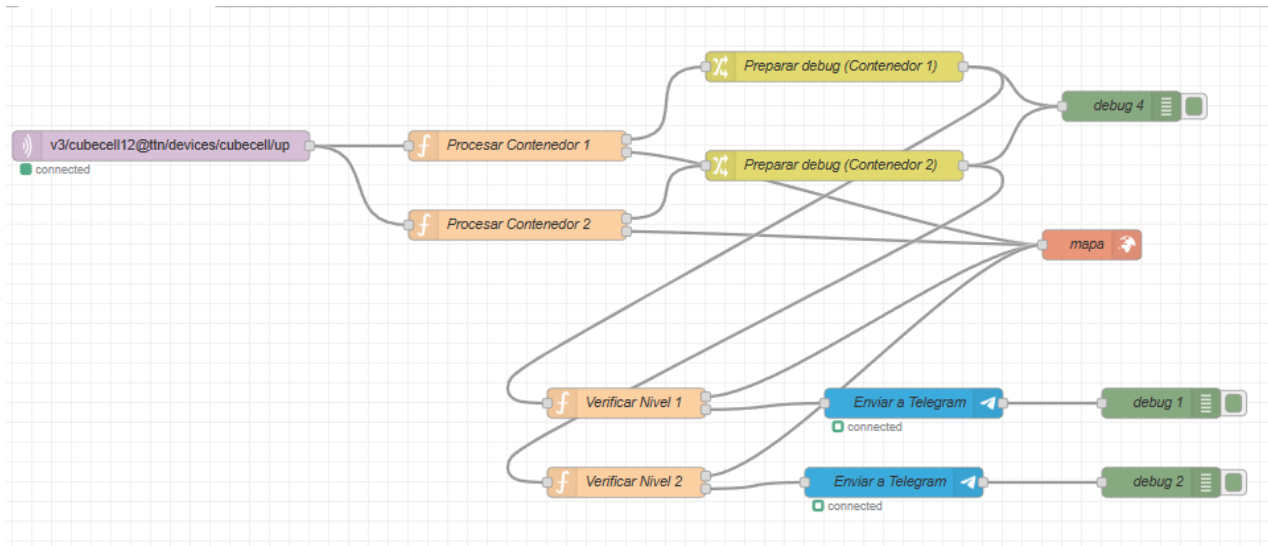 Preparar debug (Contenedor 1)
debug 4
v3/cubecell12@ttn/devices/cubecell/up
connected
Procesar Contenedor 1
Preparar debug (Contenedor 2)
Procesar Contenedor 2
mapa
Verificar Nivel 1
Enviar a Telegram
connected
debug 1
Verificar Nivel 2
Enviar a Telegram
connected
debug 2